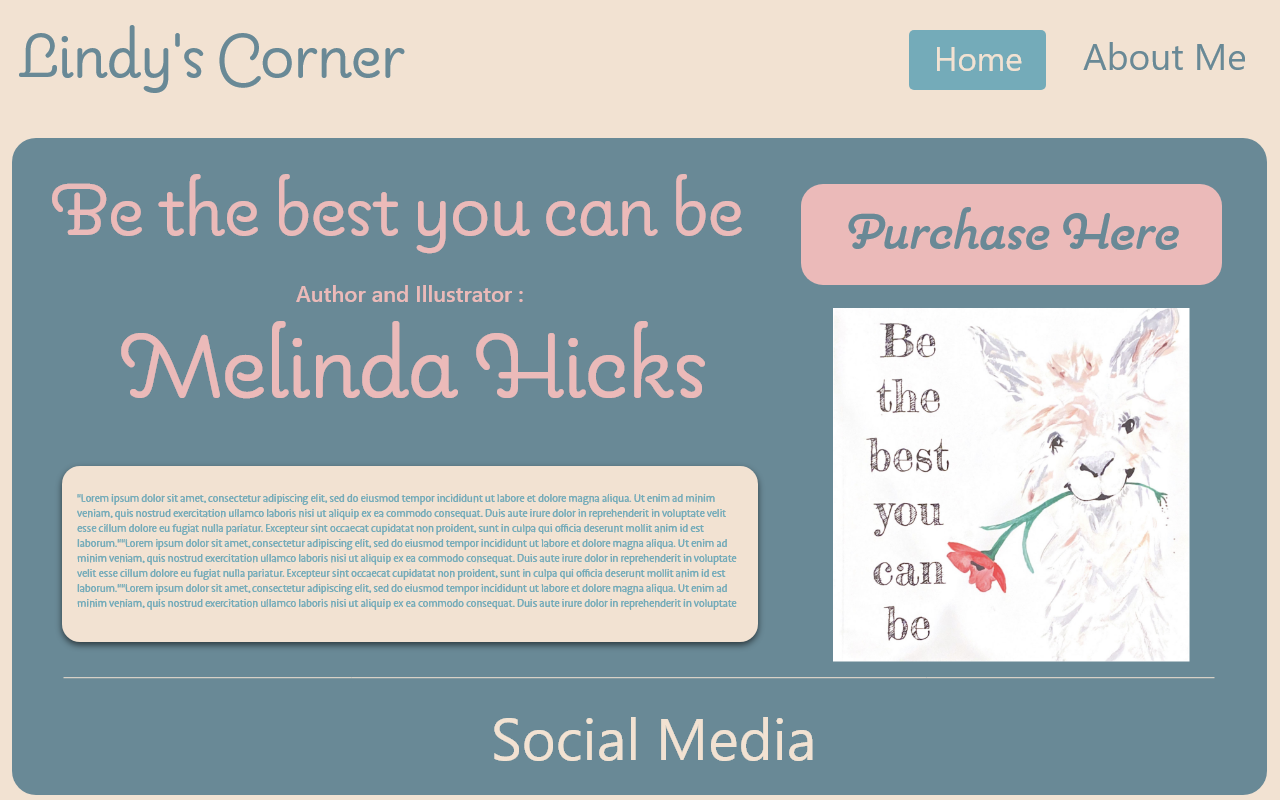 Lindy's Corner
Home
About Me
Be the best you can be
Author and Illustrator :
Melinda Hicks
"Lorem ipsum dolor sit amet, consectetur adipiscing elit, sed do eiusmod tempor incididunt ut labore et dolore magna aliqua. Ut enim ad minim
veniam, quis nostrud exercitation ullamco laboris nisi ut aliquip ex ea commodo consequat. Duis aute irure dolor in reprehenderit in voluptate velit
esse cillum dolore eu fugiat nulla pariatur. Excepteur sint occaecat cupidatat non proident, sunt in culpa qui officia deserunt mollit anim id est
laborum.""Lorem ipsum dolor sit amet, consectetur adipiscing elit, sed do eiusmod tempor incididunt ut labore et dolore magna aliqua. Ut enim ad
minim veniam, quis nostrud exercitation ullamco laboris nisi ut aliquip ex ea commodo consequat. Duis aute irure dolor in reprehenderit in voluptate
velit esse cillum dolore eu fugiat nulla pariatur. Excepteur sint occaecat cupidatat non proident, sunt in culpa qui officia deserunt mollit anim id est
laborum.""Lorem ipsum dolor sit amet, consectetur adipiscing elit, sed do eiusmod tempor incididunt ut labore et dolore magna aliqua. Ut enim ad
minim veniam, quis nostrud exercitation ullamco laboris nisi ut aliquip ex ea commodo consequat. Duis aute irure dolor in reprehenderit in voluptate
Purchase Here
Be
the
best
you
can
be
Social Media